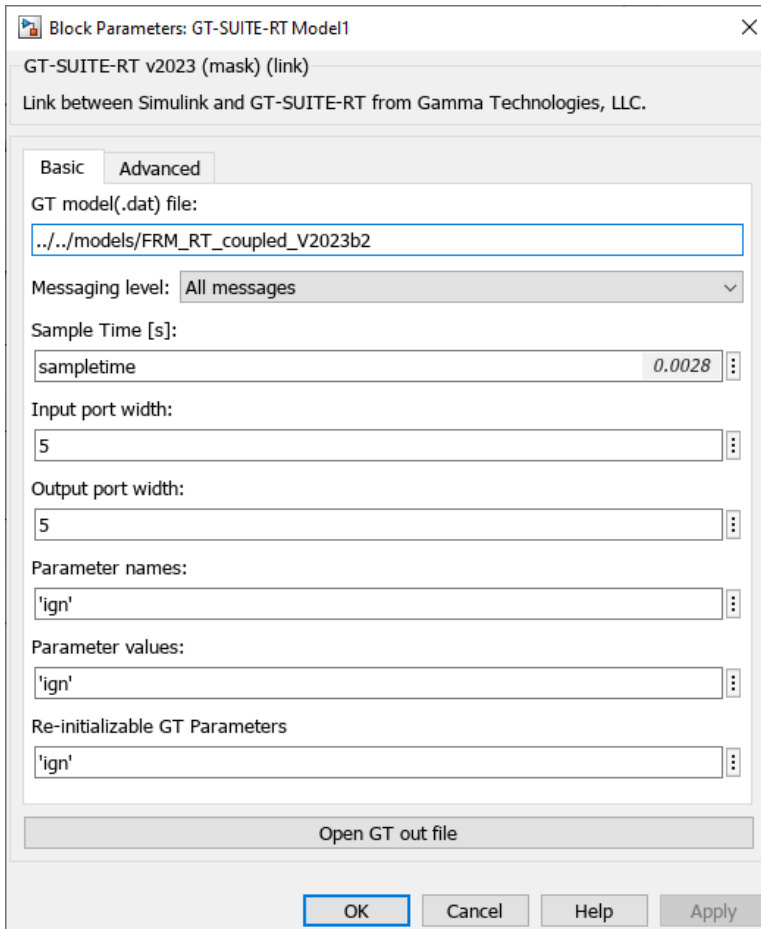 Block Parameters: GT-SUITE-RT Model1
GT-SUITE-RT v2023 (mask) (link)
Link between Simulink and GT-SUITE-RT from Gamma Technologies, LLC.
Basic Advanced
GT model(.dat) file:
../../models/FRM_RT_coupled_V2023b2
Messaging level: All messages
Sample Time [s]:
sampletime 0.0028
Input port width:
5
Output port width:
5
Parameter names:
'ign'
Parameter values:
'ign'
Re-initializable GT Parameters
'ign'
Open GT out file
OK Cancel Help Apply